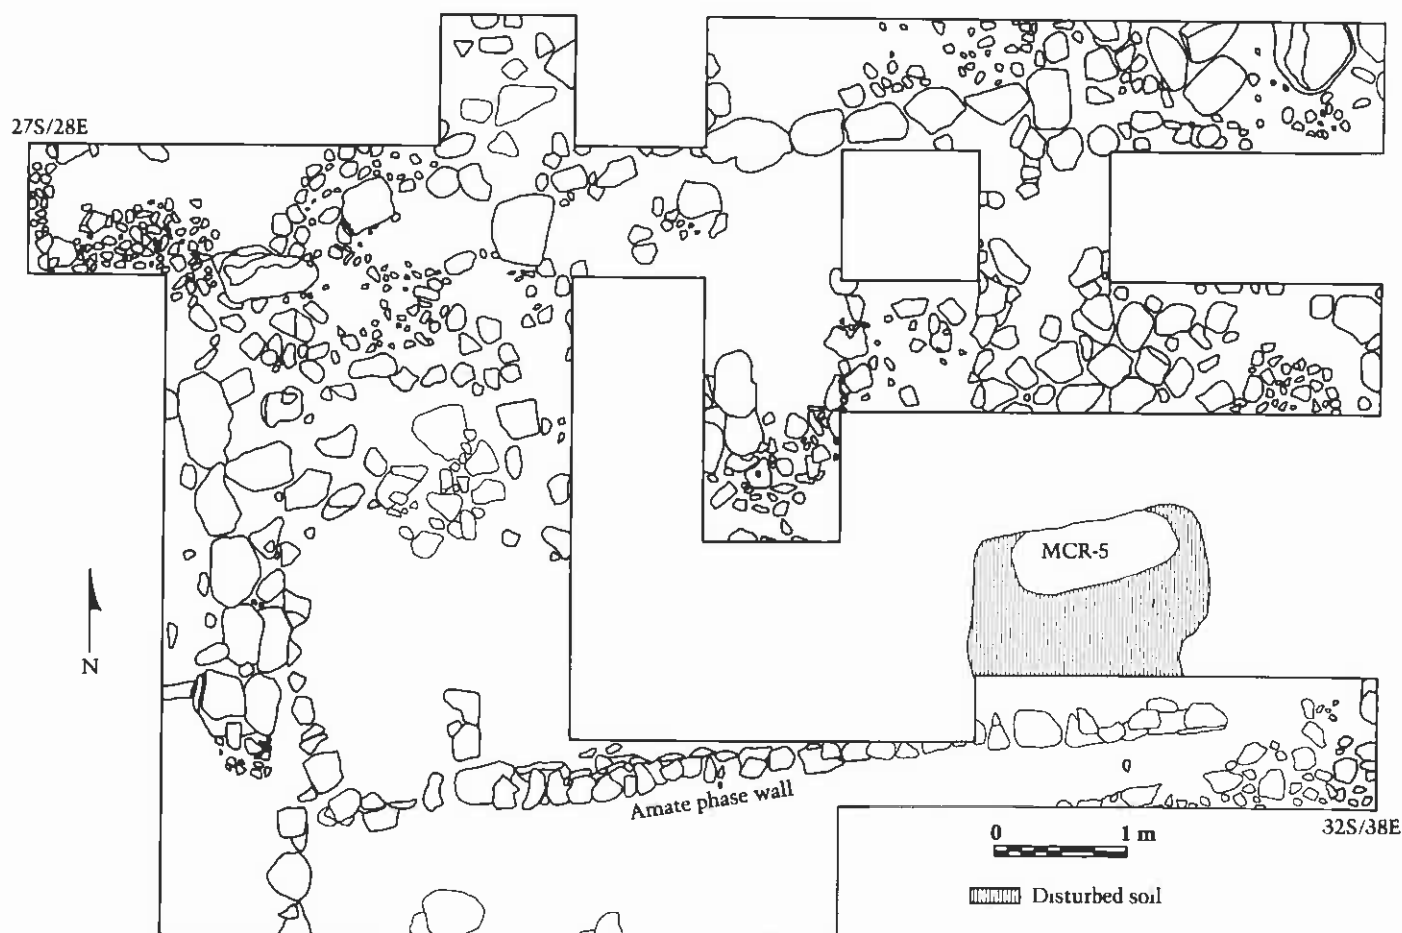 27S/28E
MCR-5
N
Amate phase wall
0 1 m
32S/38E
Disturbed soil